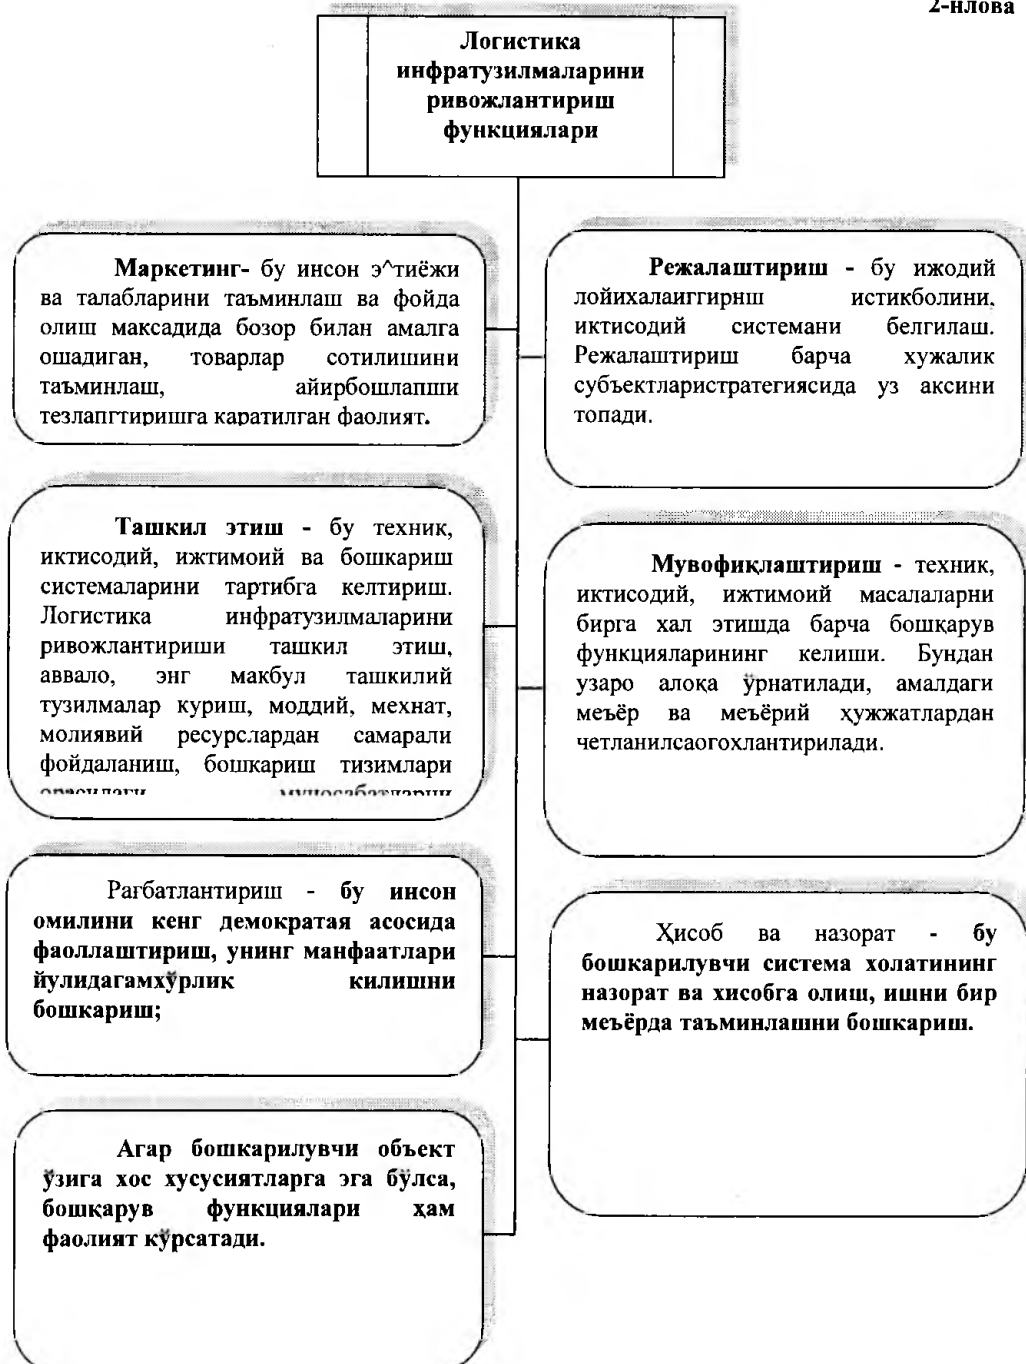 2-нлова
Логистика
инфратузилмаларини
ривожлантириш
функциялари
Маркетинг- бу инсон э^тиёжи
ва талабларини таъминлаш ва фойда
олиш максадида бозор билан амалга
ошадиган, товарлар сотилишини
таъминлаш, айирбошлапши
тезлапгтиришга каратилган фаолият.
Режалаштириш - бу ижодий
лойихалаиггирнш истикболини,
иктисодий системани белгилаш.
Режалаштириш барча хужалик
субъектларистратегиясида уз аксини
топади.
Ташкил этиш - бу техник,
иктисодий, ижтимоий ва бошкариш
системаларини тартибга келтириш.
Логистика инфратузилмаларини
ривожлантириши ташкил этиш,
аввало, энг макбул ташкилий
тузилмалар куриш, моддий, мехнат,
молиявий ресурслардан самарали
фойдаланиш, бошкариш тизимлари
орасидаги муносабатларни
Мувофиқлаштириш - техник,
иктисодий, ижтимоий масалаларни
бирга хал этишда барча бошқарув
функцияларининг келиши. Бундан
узаро алоқа ўрнатилади, амалдаги
меъёр ва меъёрий ҳужжатлардан
четланилсаогохлантирилади.
Рағбатлантириш - бу инсон
омилини кенг демократая асосида
фаоллаштириш, унинг манфаатлари
йулидагамхўрлик килишни
бошкариш;
Ҳисоб ва назорат - бу
бошкарилувчи система холатининг
назорат ва хисобга олиш, ишни бир
меъёрда таъминлашни бошкариш.
Агар бошкарилувчи объект
ўзига хос хусусиятларга эга бўлса,
бошқарув функциялари ҳам
фаолият кўрсатади.